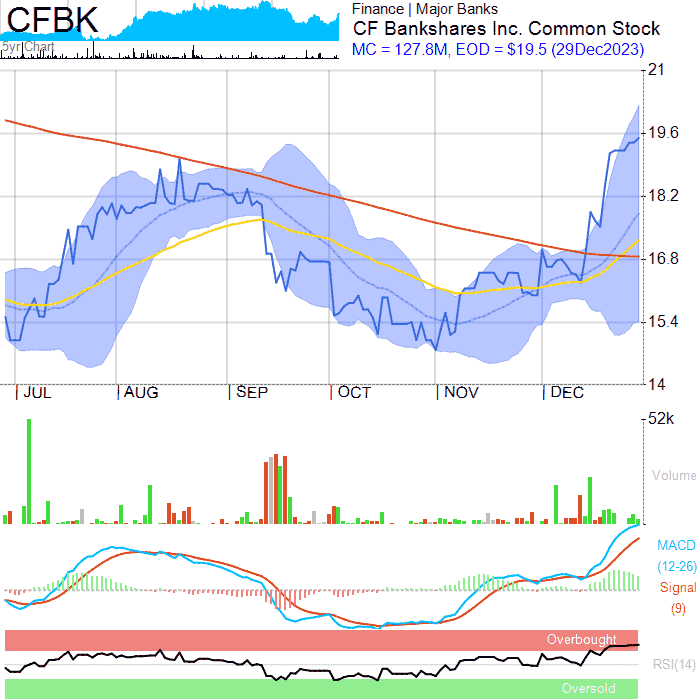 CFBK
5yr Chart
Finance | Major Banks
CF Bankshares Inc. Common Stock
MC = 127.8M, EOD = $19.5 (29Dec2023)
21
19.6
18.2
16.8
15.4
14
JUL AUG SEP OCT NOV DEC
52k
Volume
MACD
(12-26)
Signal
(9)
Overbought
RSI(14)
Oversold